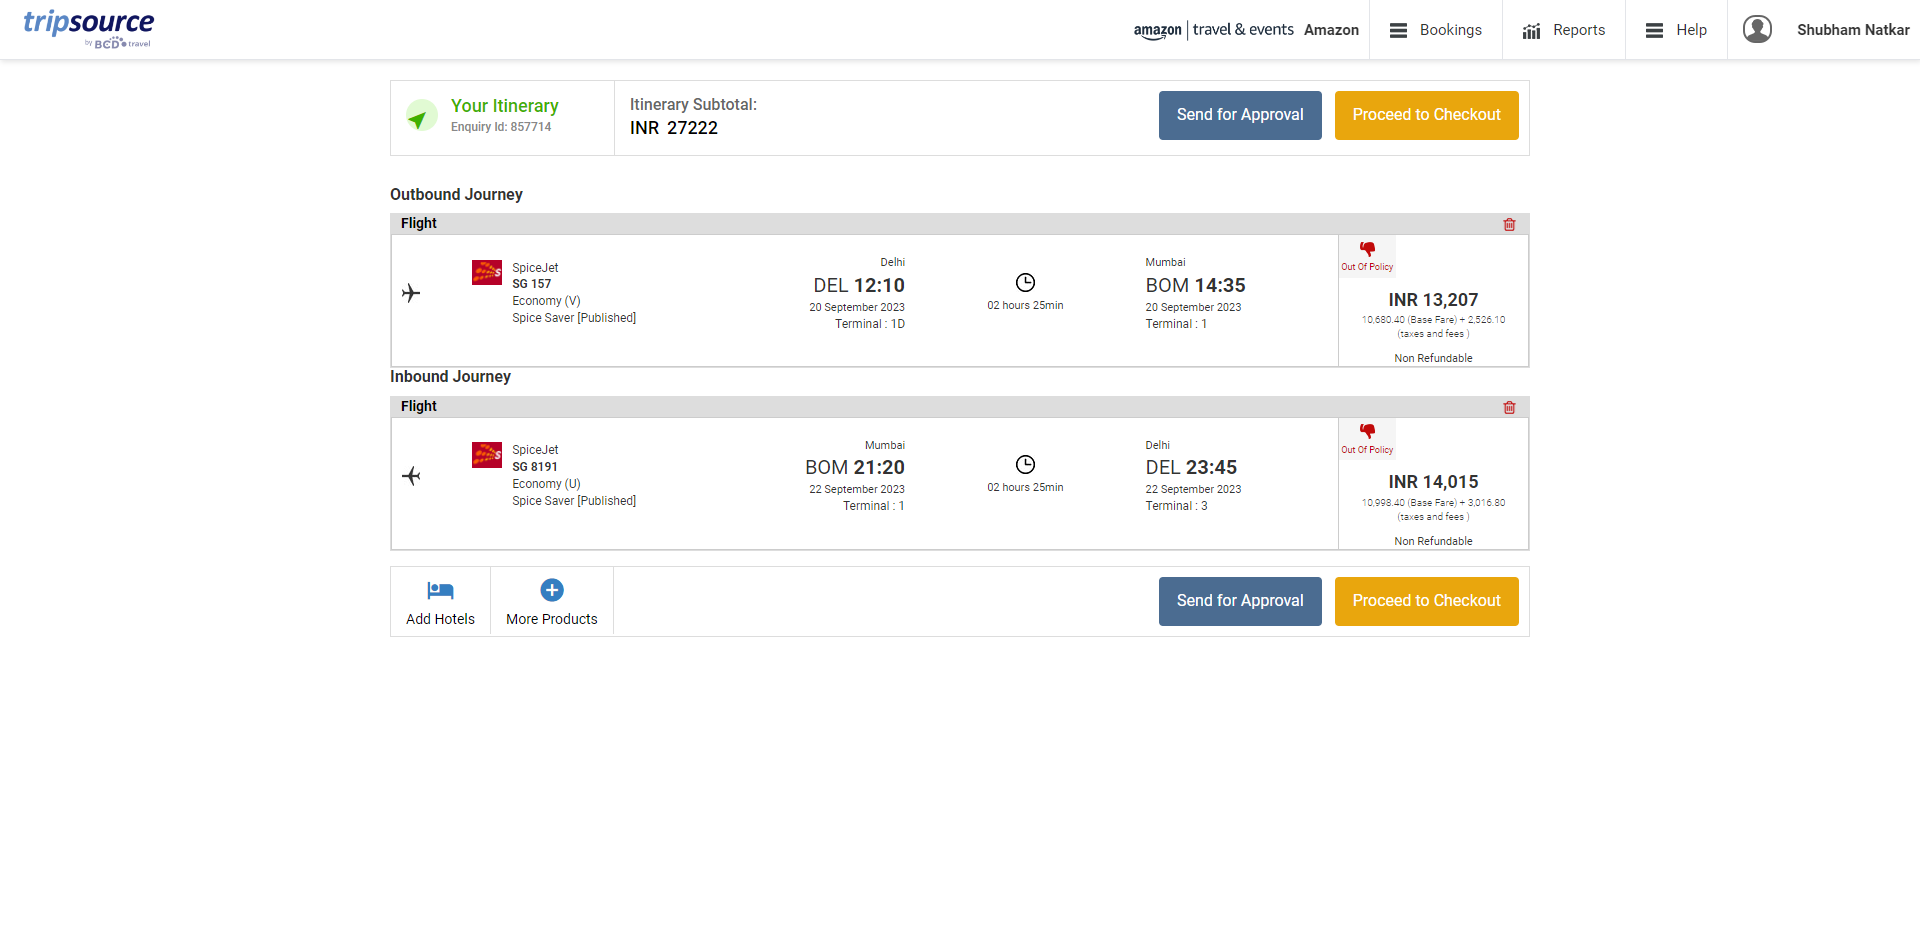 tripsource
by BCD travel
amazon | travel & events Amazon
Bookings
Reports
Help
Shubham Natkar
Your Itinerary
Enquiry Id: 857714
Itinerary Subtotal:
INR 27222
Send for Approval
Proceed to Checkout
Outbound Journey
Flight
SpiceJet
SG 157
Economy (V)
Spice Saver [Published]
Delhi
DEL 12:10
20 September 2023
Terminal : 1D
02 hours 25min
Mumbai
BOM 14:35
20 September 2023
Terminal : 1
Out Of Policy
INR 13,207
10,680.40 (Base Fare) + 2,526.10
(taxes and fees )
Non Refundable
Inbound Journey
Flight
SpiceJet
SG 8191
Economy (U)
Spice Saver [Published]
Mumbai
BOM 21:20
22 September 2023
Terminal : 1
02 hours 25min
Delhi
DEL 23:45
22 September 2023
Terminal : 3
Out Of Policy
INR 14,015
10,998.40 (Base Fare) + 3,016.80
(taxes and fees )
Non Refundable
Add Hotels
More Products
Send for Approval
Proceed to Checkout